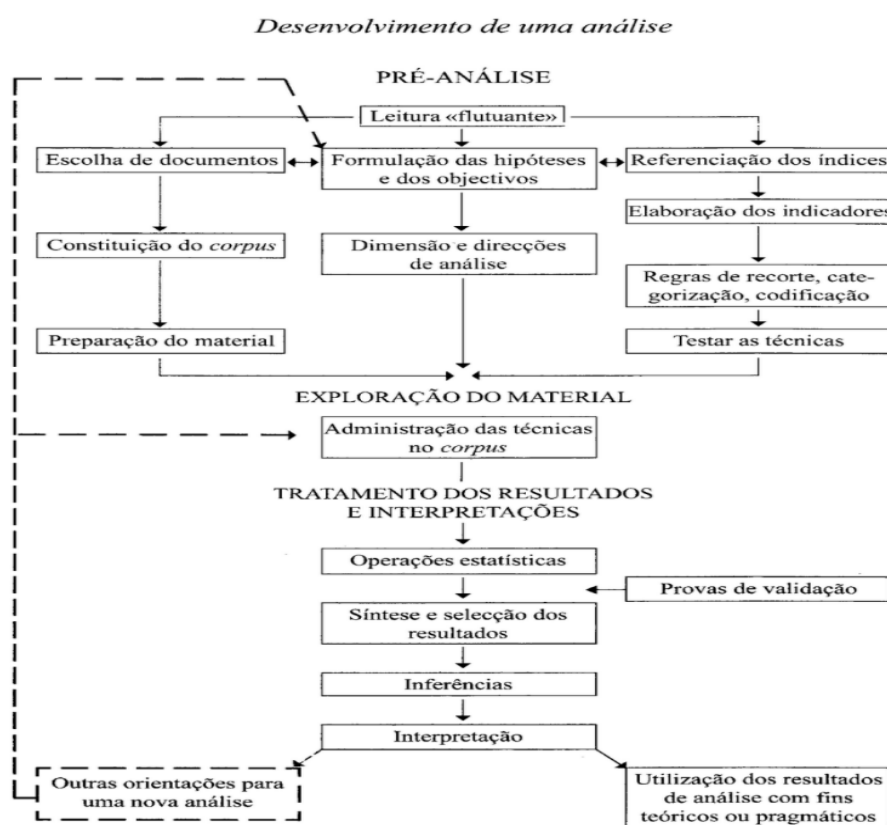 Desenvolvimento de uma análise
PRÉ-ANÁLISE
Leitura «flutuante»
Escolha de documentos
Formulação das hipóteses
e dos objectivos
Referenciação dos índices
Elaboração dos indicadores
Constituição do corpus
Dimensão e direcções
de análise
Regras de recorte, cate-
gorização, codificação
Preparação do material
Testar as técnicas
EXPLORAÇÃO DO MATERIAL
Administração das técnicas
no corpus
TRATAMENTO DOS RESULTADOS
E INTERPRETAÇÕES
Operações estatísticas
Provas de validação
Síntese e selecção dos
resultados
Inferências
Interpretação
Outras orientações para
uma nova análise
Utilização dos resultados
de análise com fins
teóricos ou pragmáticos